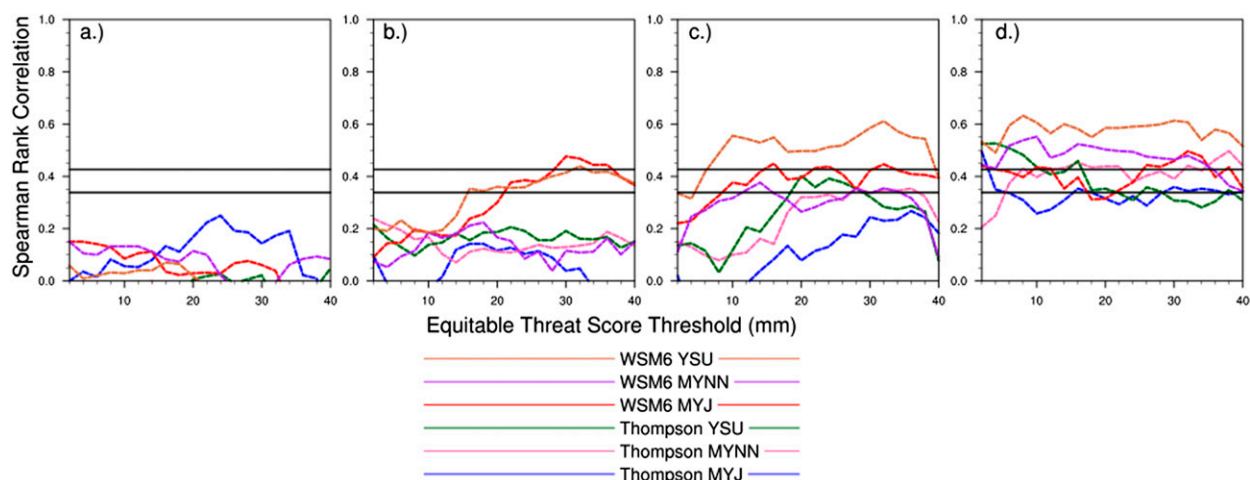 a.) b.) c.) d.)
1.0 1.0 1.0 1.0
0.8 0.8 0.8 0.8
0.6 0.6 0.6 0.6
0.4 0.4 0.4 0.4
0.2 0.2 0.2 0.2
0.0 0.0 0.0 0.0
10 20 30 40 10 20 30 40 10 20 30 40 10 20 30 40
Spearman Rank Correlation
Equitable Threat Score Threshold (mm)
WSM6 YSU
WSM6 MYNN
WSM6 MYJ
Thompson YSU
Thompson MYNN
Thompson MYJ